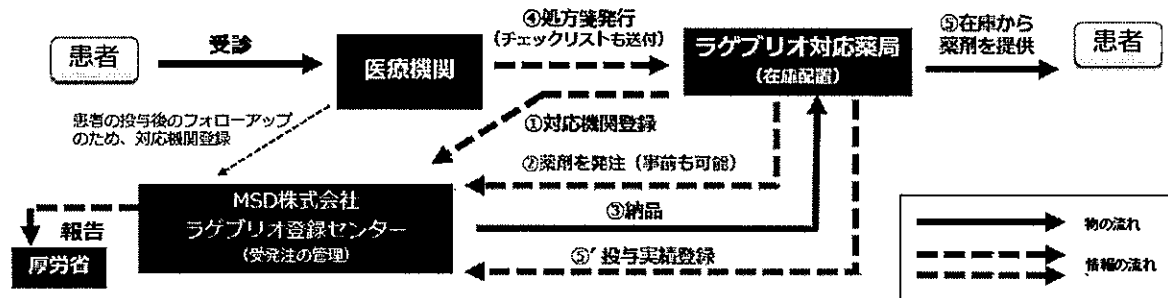 患者
受診
医療機関
④処方箋発行
(チェックリストも送付)
ラゲブリオ対応薬局
(在庫配置)
⑤在庫から
薬剤を提供
患者
患者の投与後のフォローアップ
のため、対応機関登録
①対応機関登録
②薬剤を発注(事前も可能)
③納品
⑤’投与実績登録
MSD株式会社
ラゲブリオ登録センター
(受発注の管理)
報告
厚労省
物の流れ
情報の流れ